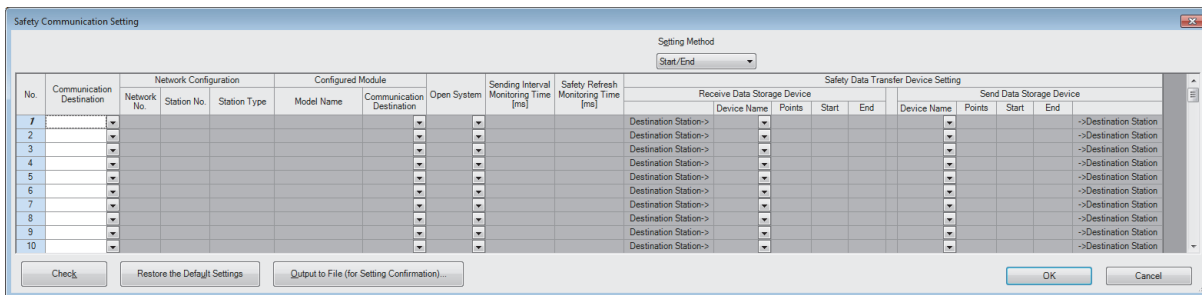 Safety Communication Setting
Setting Method
Start/End
No. Communication Destination Network Configuration Configured Module Open System Sending Interval Monitoring Time [ms] Safety Refresh Monitoring Time [ms] Safety Data Transfer Device Setting
Network No. Station No. Station Type Model Name Communication Destination Receive Data Storage Device Send Data Storage Device
Device Name Points Start End Device Name Points Start End
1 Destination Station-> ->Destination Station
2 Destination Station-> ->Destination Station
3 Destination Station-> ->Destination Station
4 Destination Station-> ->Destination Station
5 Destination Station-> ->Destination Station
6 Destination Station-> ->Destination Station
7 Destination Station-> ->Destination Station
8 Destination Station-> ->Destination Station
9 Destination Station-> ->Destination Station
10 Destination Station-> ->Destination Station
Check Restore the Default Settings Output to File (for Setting Confirmation)... OK Cancel